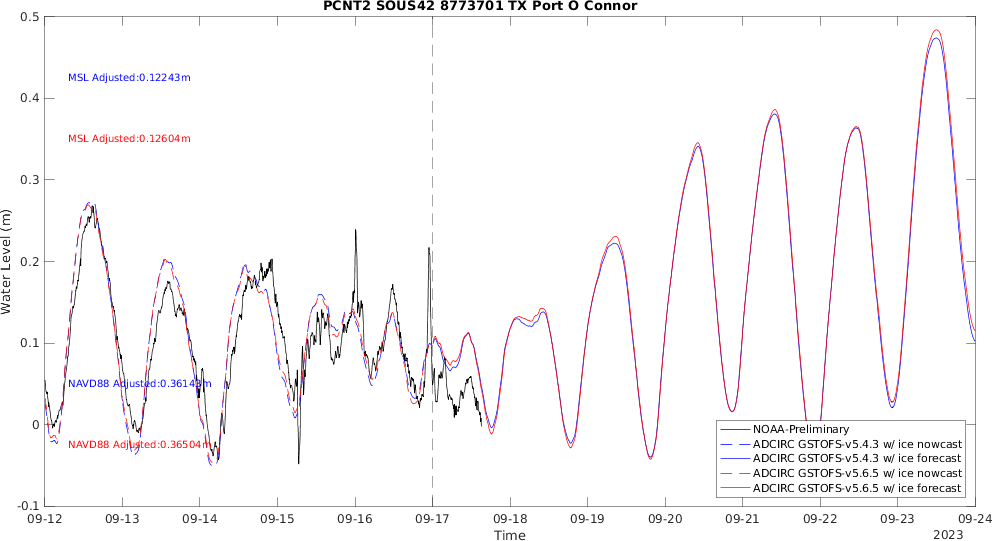 PCNT2 SOUS42 8773701 TX Port O Connor
0.5
0.4
0.3
0.2
0.1
0
-0.1
Water Level (m)
MSL Adjusted:0.12243m
MSL Adjusted:0.12604m
NAVD88 Adjusted:0.36143m
NAVD88 Adjusted:0.36504m
NOAA-Preliminary
ADCIRC GSTOFS-v5.4.3 w/ ice nowcast
ADCIRC GSTOFS-v5.4.3 w/ ice forecast
ADCIRC GSTOFS-v5.6.5 w/ ice nowcast
ADCIRC GSTOFS-v5.6.5 w/ ice forecast
09-12 09-13 09-14 09-15 09-16 09-17 09-18 09-19 09-20 09-21 09-22 09-23 09-24
Time
2023